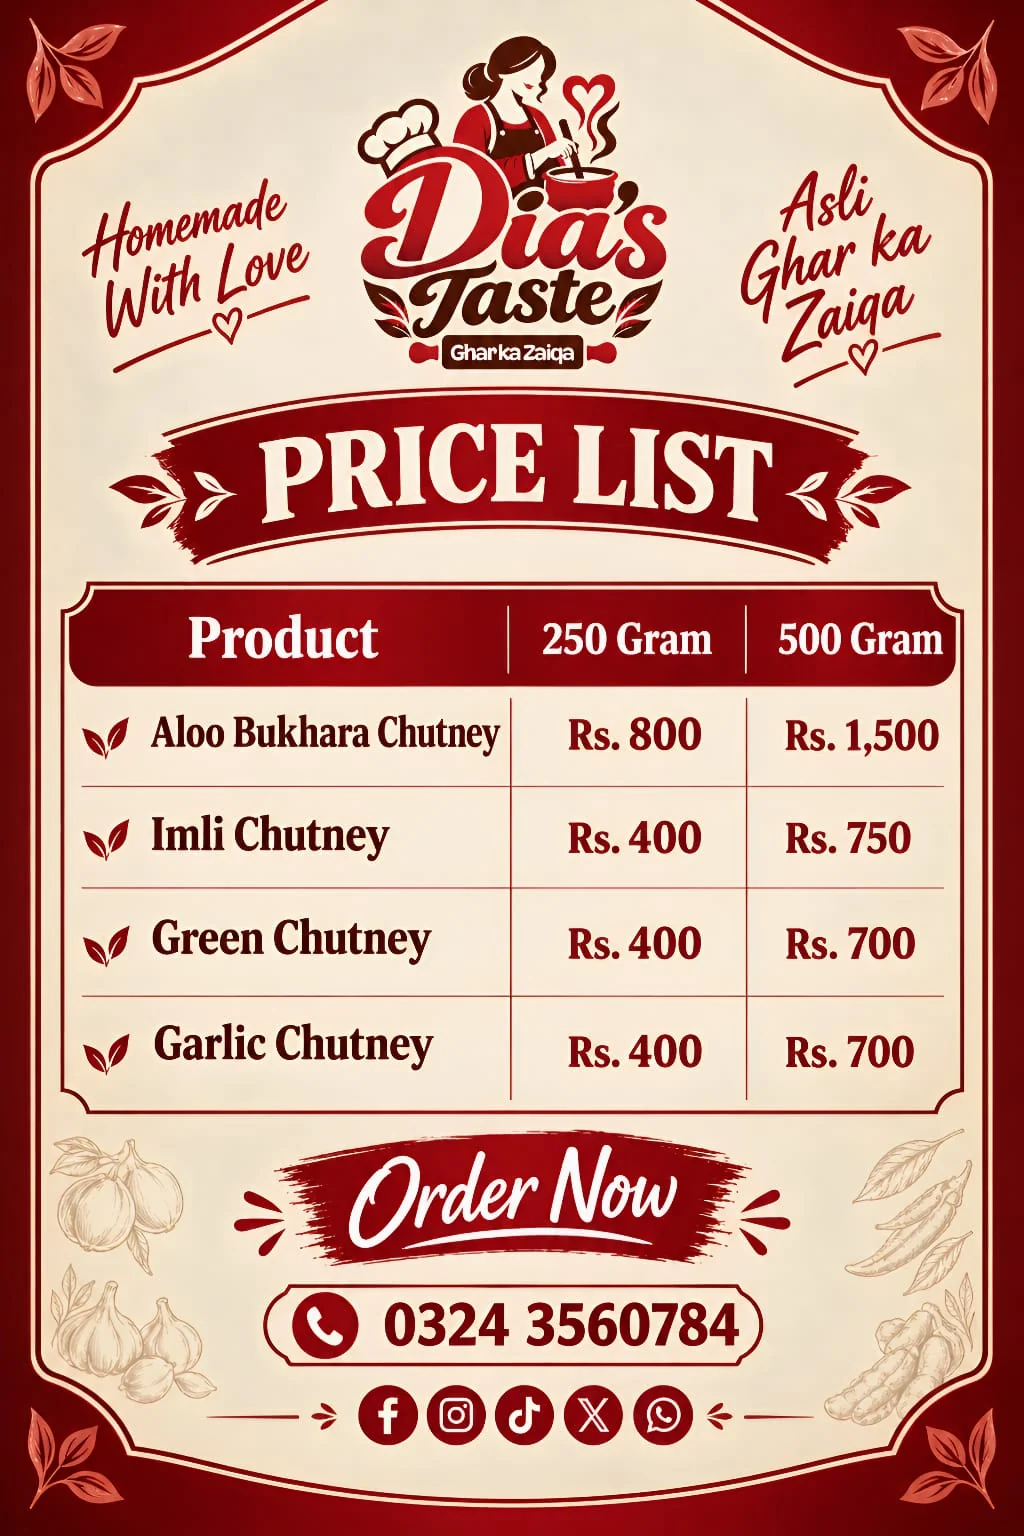 Dia's
Taste
Ghar ka Zaiqa
Homemade
With Love
Asli
Ghar ka
Zaiqa
PRICE LIST
Product 250 Gram 500 Gram
Aloo Bukhara Chutney Rs. 800 Rs. 1,500
Imli Chutney Rs. 400 Rs. 750
Green Chutney Rs. 400 Rs. 700
Garlic Chutney Rs. 400 Rs. 700
Order Now
0324 3560784